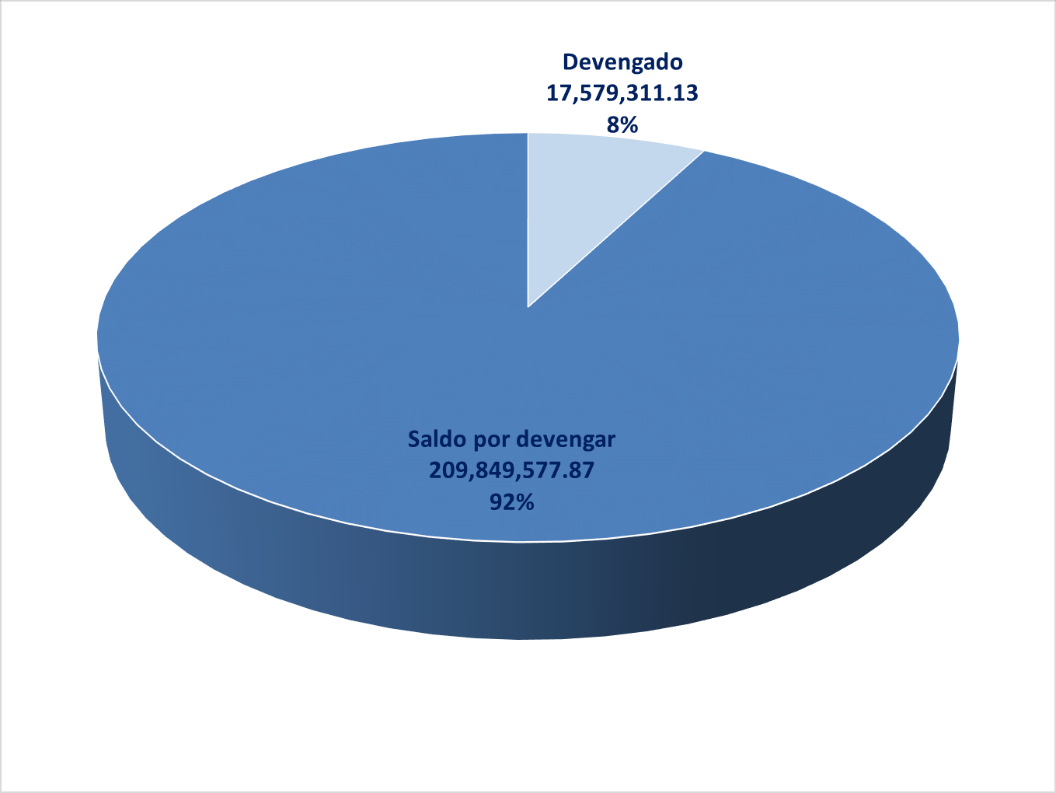 Devengado
17,579,311.13
8%
Saldo por devengar
209,849,577.87
92%